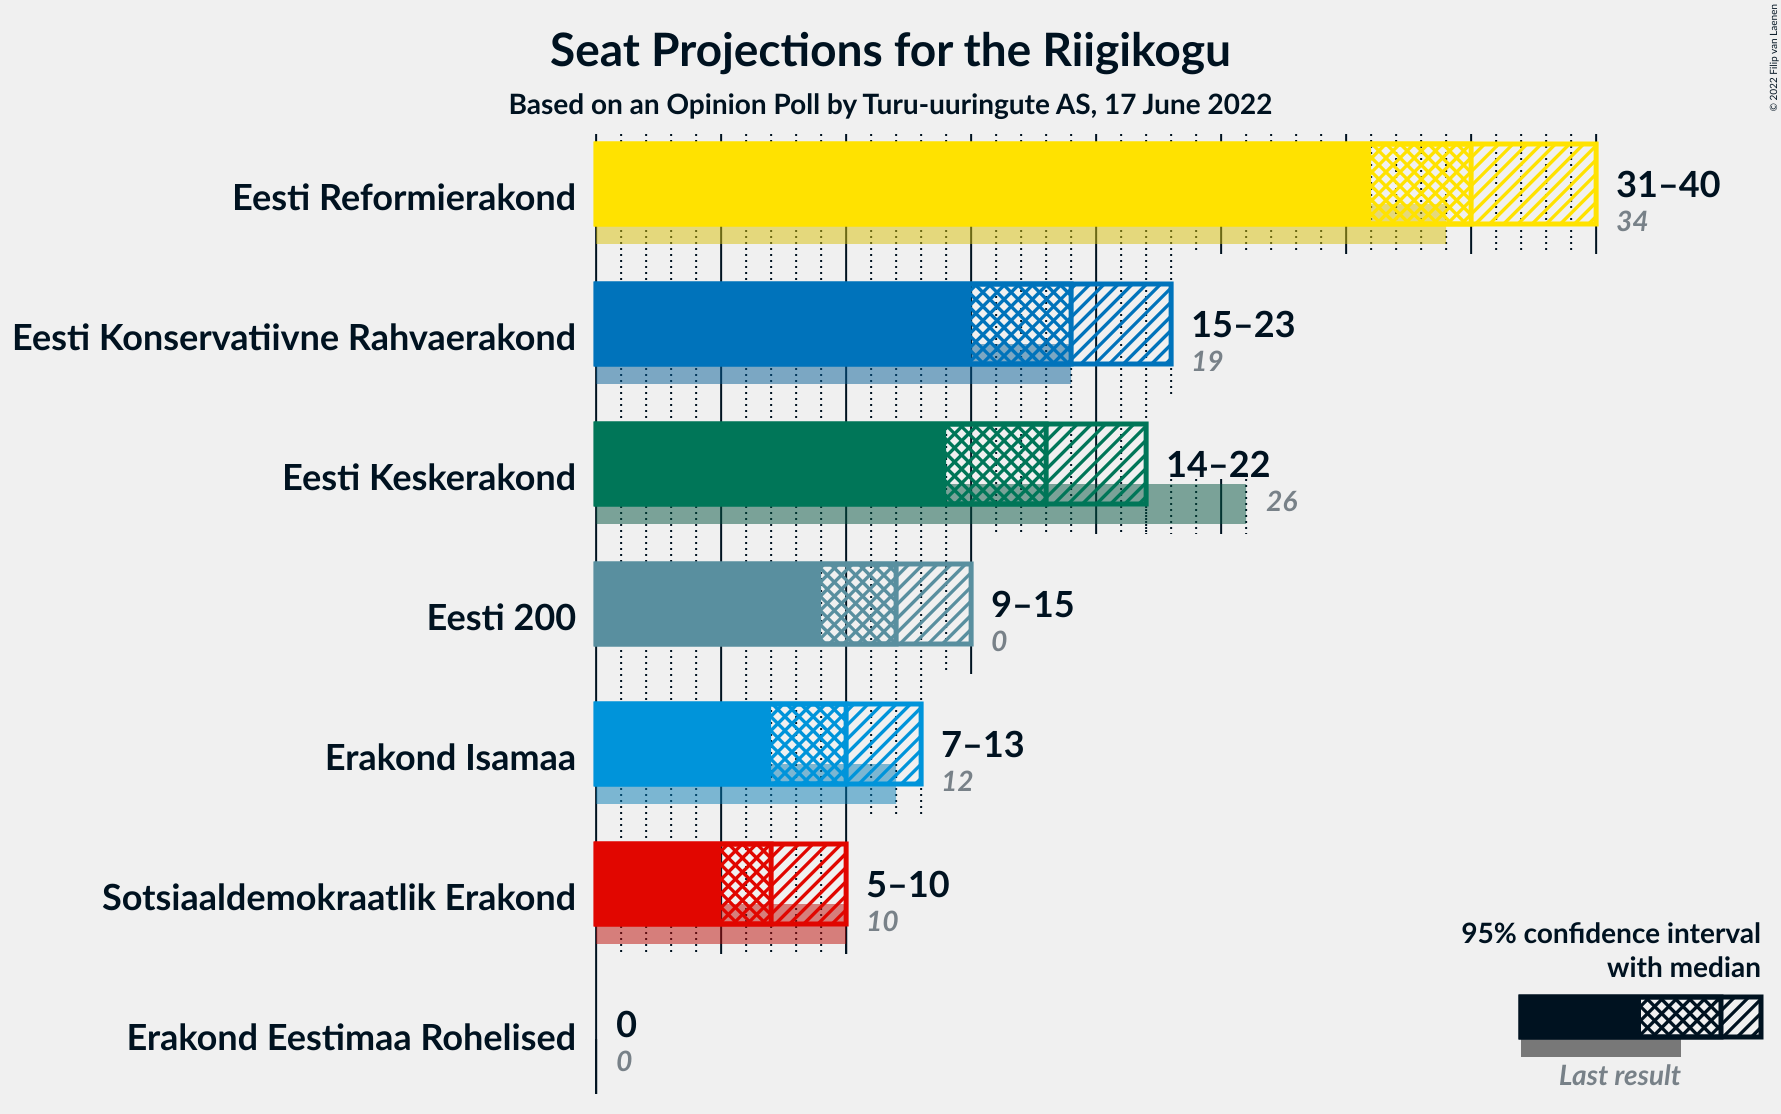 Seat Projections for the Riigikogu
Based on an Opinion Poll by Turu-uuringute AS, 17 June 2022
© 2022 Filip van Laenen
Eesti Reformierakond
31–40
34
Eesti Konservatiivne Rahvaerakond
15–23
19
Eesti Keskerakond
14–22
26
Eesti 200
9–15
0
Erakond Isamaa
7–13
12
Sotsiaaldemokraatlik Erakond
5–10
10
Erakond Eestimaa Rohelised
0
0
95% confidence interval
with median
Last result